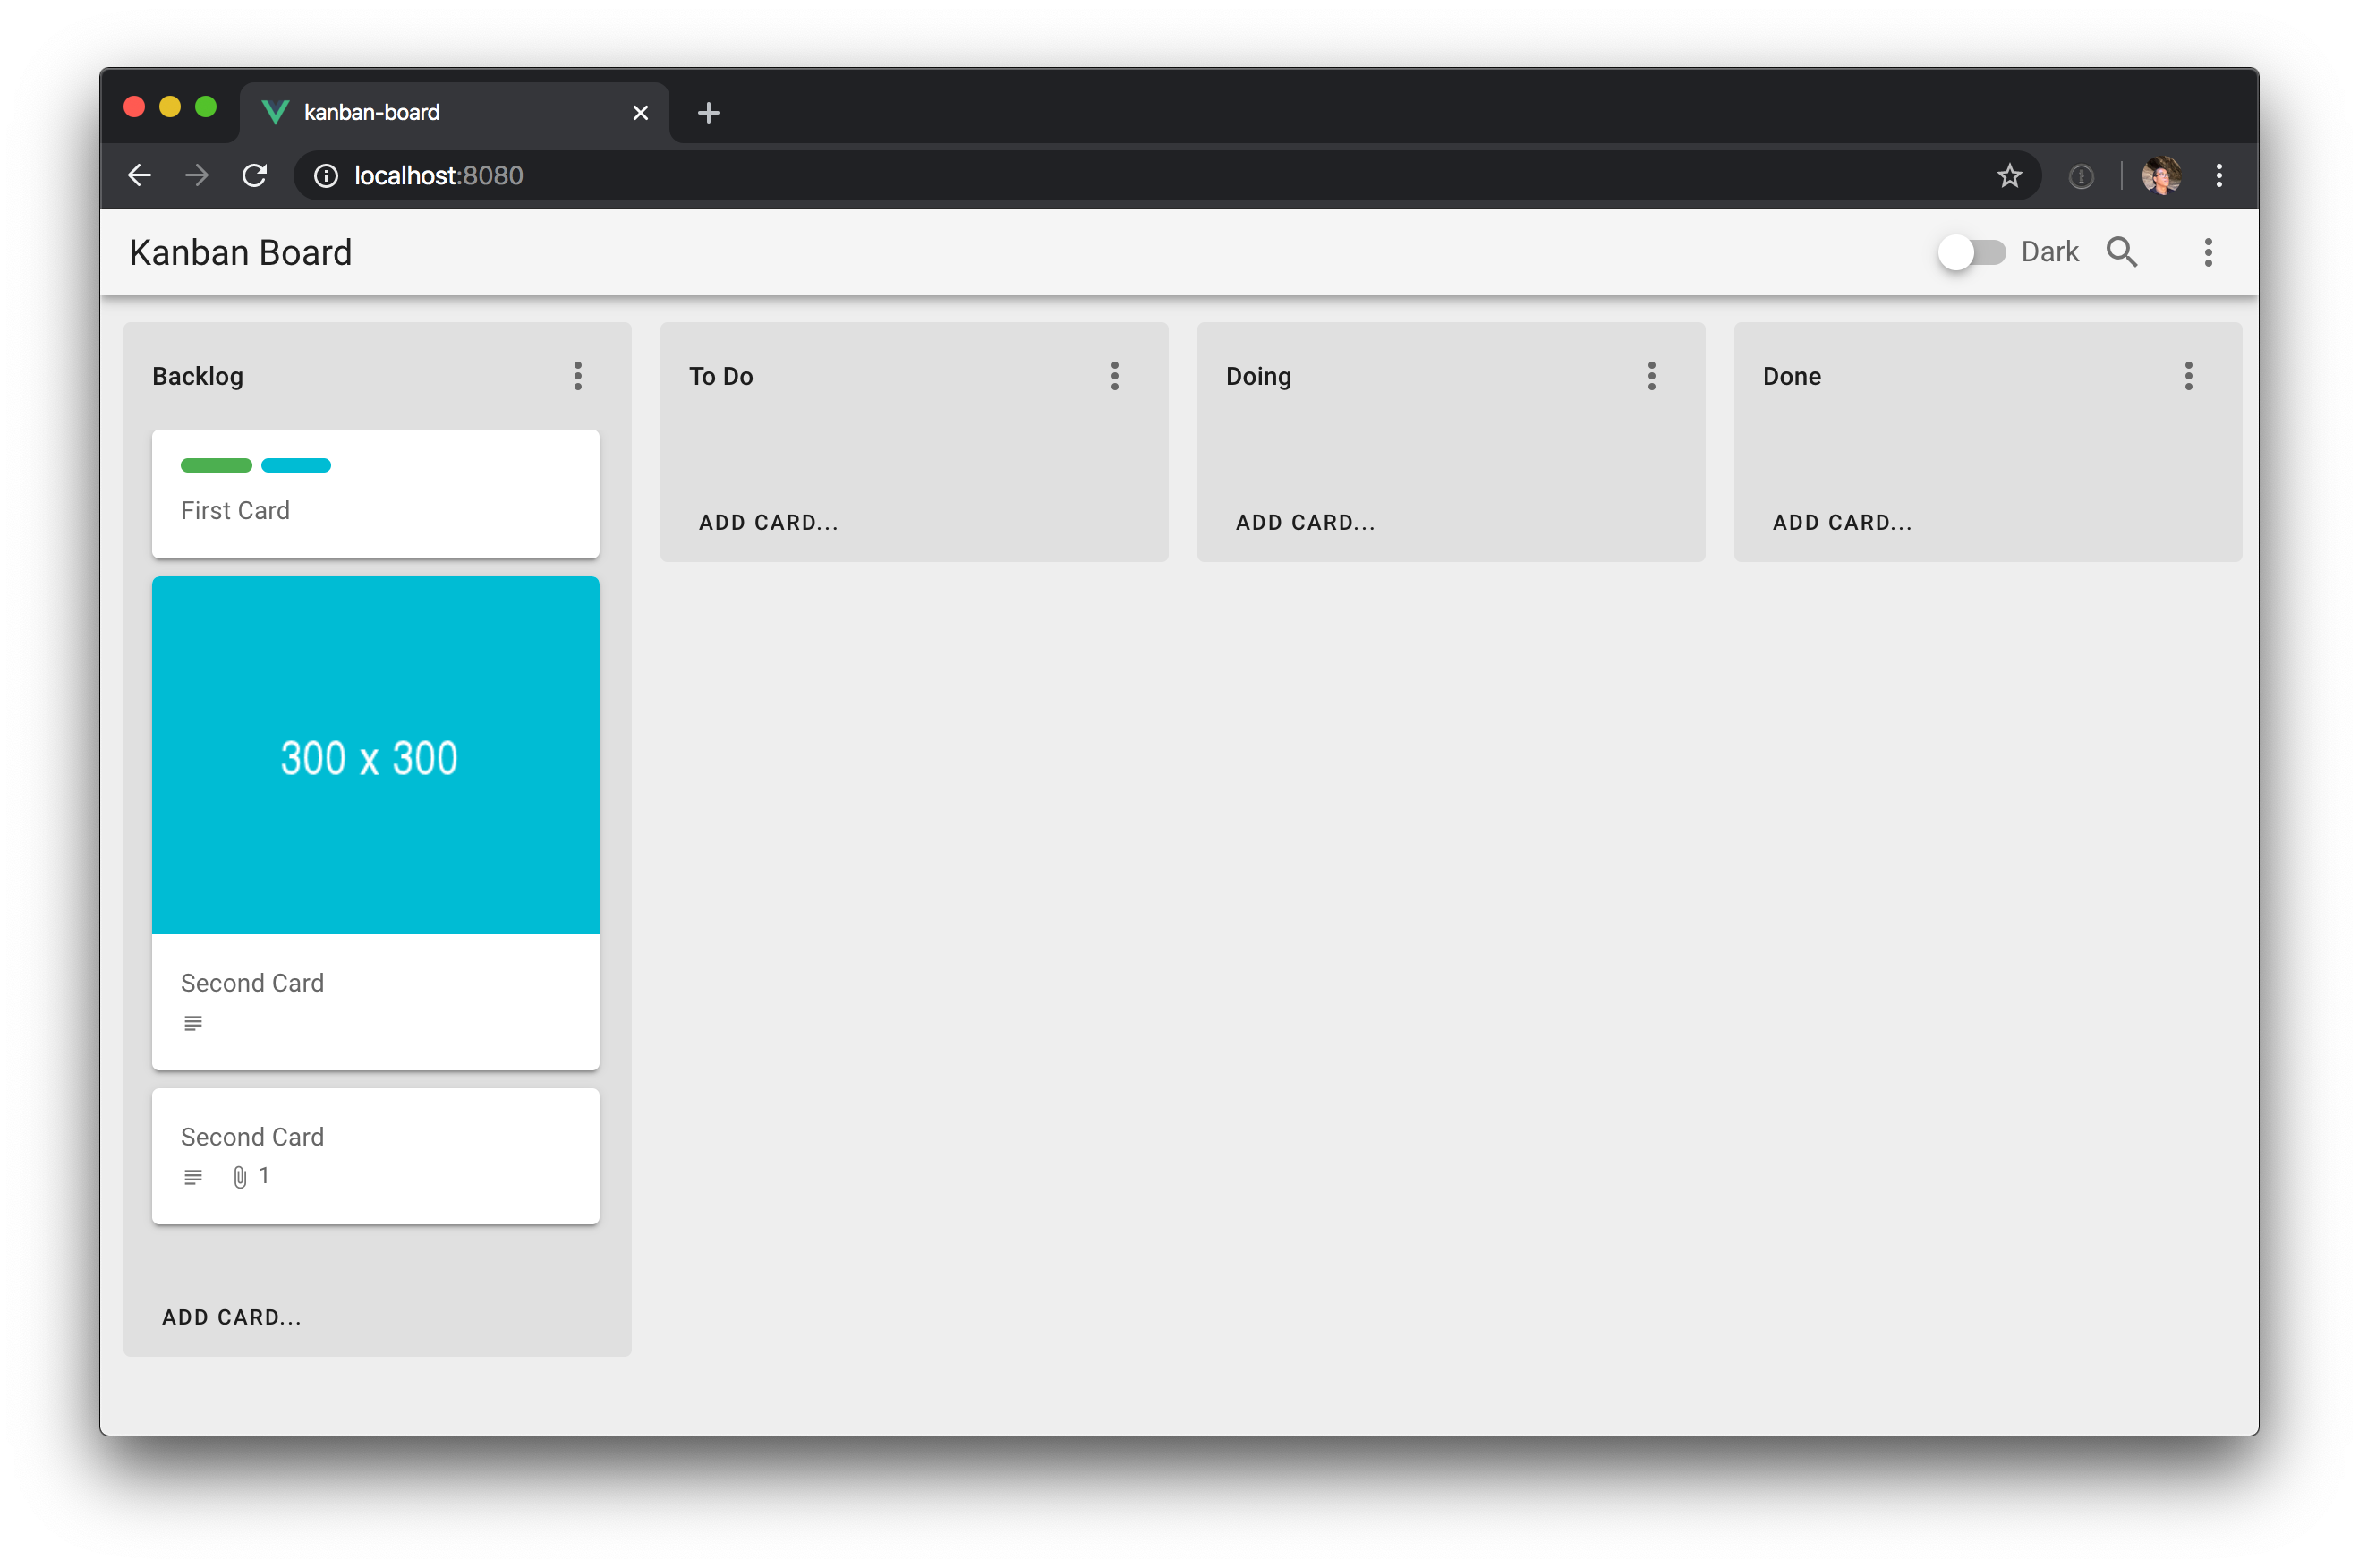 kanban-board
localhost:8080
Kanban Board
Dark
Backlog
First Card
300 x 300
Second Card
Second Card
1
ADD CARD...
To Do
ADD CARD...
Doing
ADD CARD...
Done
ADD CARD...